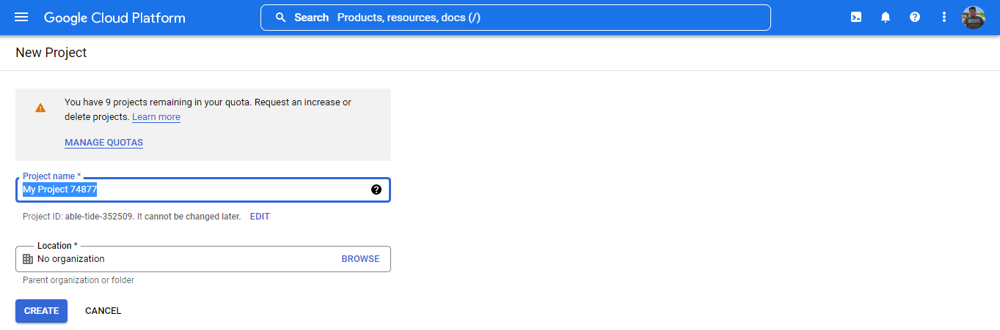 Google Cloud Platform
Search Products, resources, docs (/)
New Project
You have 9 projects remaining in your quota. Request an increase or
delete projects. Learn more
MANAGE QUOTAS
Project name *
My Project 74877
Project ID: able-tide-352509. It cannot be changed later. EDIT
Location *
No organization BROWSE
Parent organization or folder
CREATE CANCEL